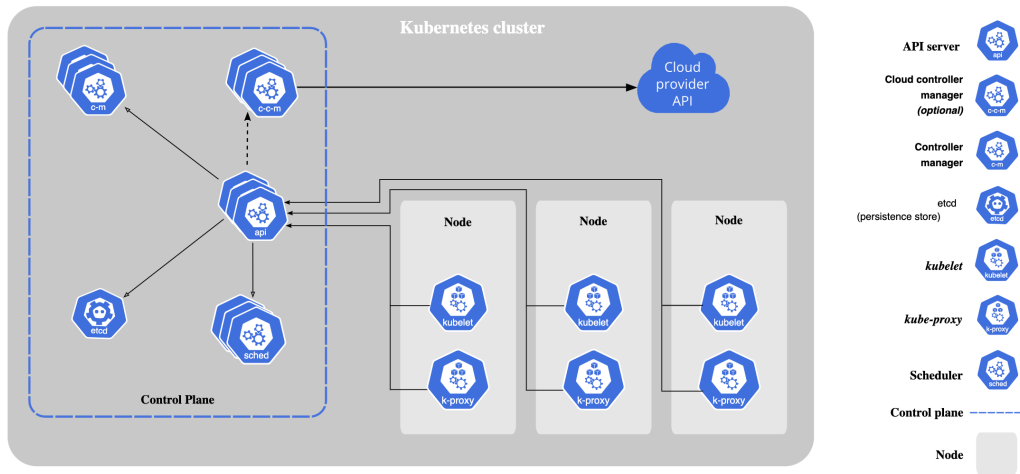 Kubernetes cluster
c-m
c-c-m
Cloud
provider
API
api
Node
Node
Node
etcd
sched
kubelet
kubelet
kubelet
k-proxy
k-proxy
k-proxy
Control Plane
API server
api
Cloud controller
manager
(optional)
c-c-m
Controller
manager
c-m
etcd
(persistence store)
etcd
kubelet
kubelet
kube-proxy
k-proxy
Scheduler
sched
Control plane
Node